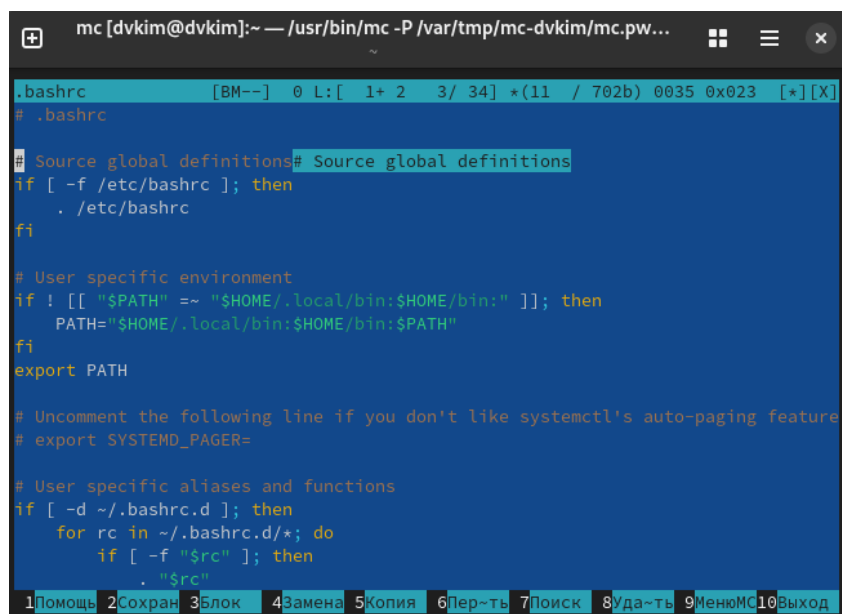 mc [dvkim@dvkim]:~ — /usr/bin/mc -P /var/tmp/mc-dvkim/mc.pw…
~
.bashrc [BM--] 0 L:[ 1+ 2 3/ 34] *(11 / 702b) 0035 0x023 [*][X]
# .bashrc
# Source global definitions# Source global definitions
if [ -f /etc/bashrc ]; then
    . /etc/bashrc
fi
# User specific environment
if ! [[ "$PATH" =~ "$HOME/.local/bin:$HOME/bin:" ]]; then
    PATH="$HOME/.local/bin:$HOME/bin:$PATH"
fi
export PATH
# Uncomment the following line if you don't like systemctl's auto-paging feature
# export SYSTEMD_PAGER=
# User specific aliases and functions
if [ -d ~/.bashrc.d ]; then
    for rc in ~/.bashrc.d/*; do
        if [ -f "$rc" ]; then
            . "$rc"
1Помощь 2Сохран 3Блок 4Замена 5Копия 6Пер~ть 7Поиск 8Уда~ть 9МенюMC 10Выход